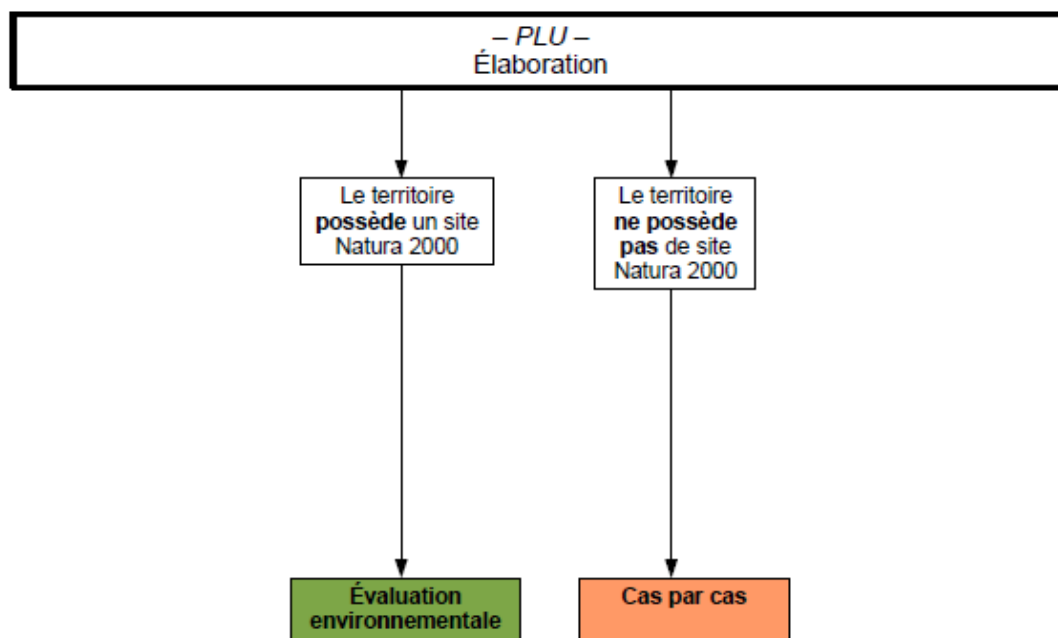 – PLU –
Élaboration
Le territoire
possède un site
Natura 2000
Le territoire
ne possède
pas de site
Natura 2000
Évaluation
environnementale
Cas par cas